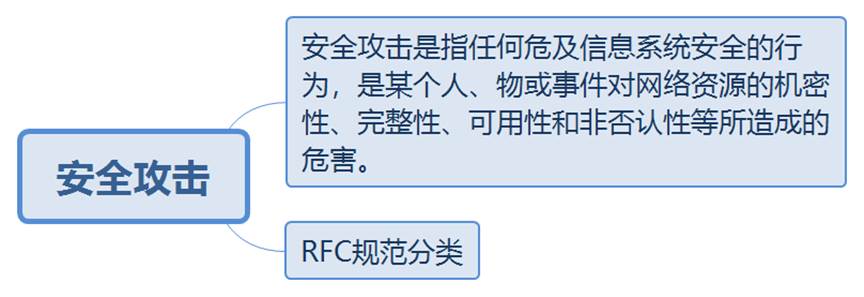 安全攻击是指任何危及信息系统安全的行
为，是某个人、物或事件对网络资源的机密
性、完整性、可用性和非否认性等所造成的
危害。
安全攻击
RFC规范分类